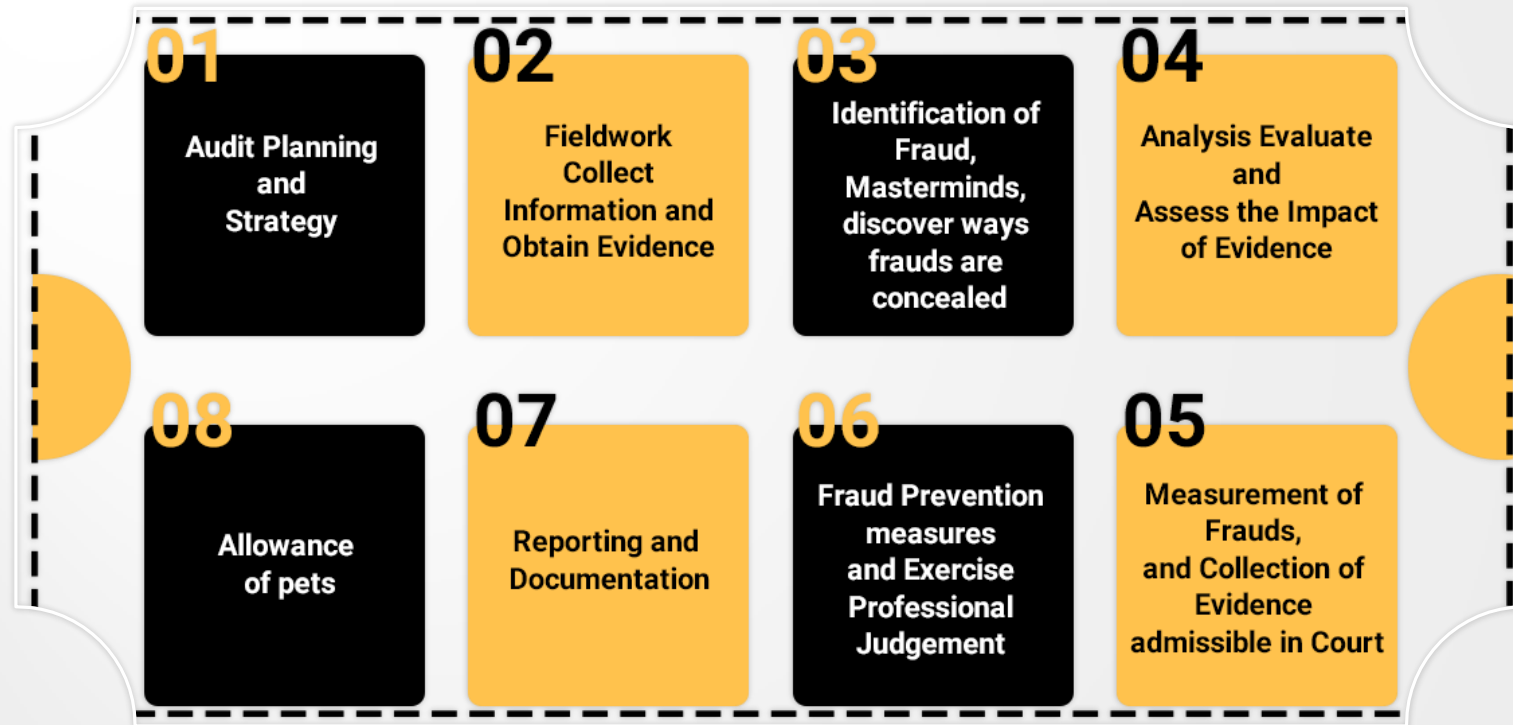 01
Audit Planning
and
Strategy
02
Fieldwork
Collect
Information and
Obtain Evidence
03
Identification of
Fraud,
Masterminds,
discover ways
frauds are
concealed
04
Analysis Evaluate
and
Assess the Impact
of Evidence
08
Allowance
of pets
07
Reporting and
Documentation
06
Fraud Prevention
measures
and Exercise
Professional
Judgement
05
Measurement of
Frauds,
and Collection of
Evidence
admissible in Court